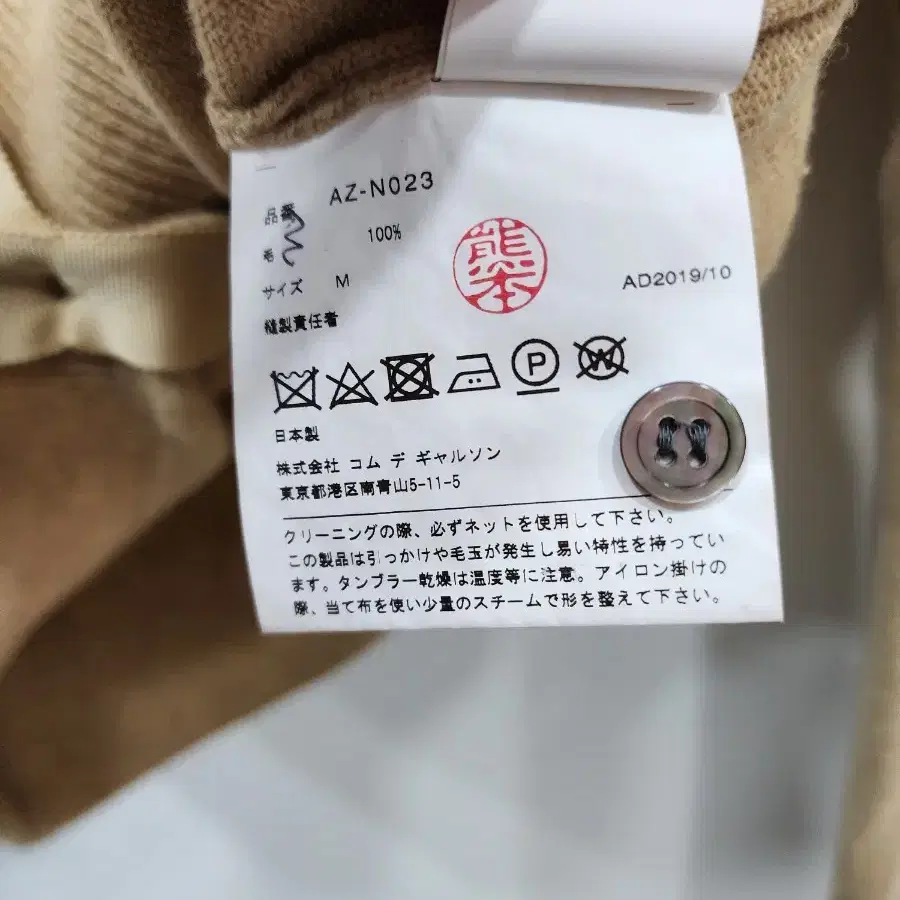 品番 AZ-N023
毛 100%
サイズ M
熊本
AD2019/10
縫製責任者
P
W
日本製
株式会社 コム デ ギャルソン
東京都港区南青山5-11-5
クリーニングの際、必ずネットを使用して下さい。
この製品は引っかけや毛玉が発生し易い特性を持ってい
ます。タンブラー乾燥は温度等に注意。アイロン掛けの
際、当て布を使い少量のスチームで形を整えて下さい。